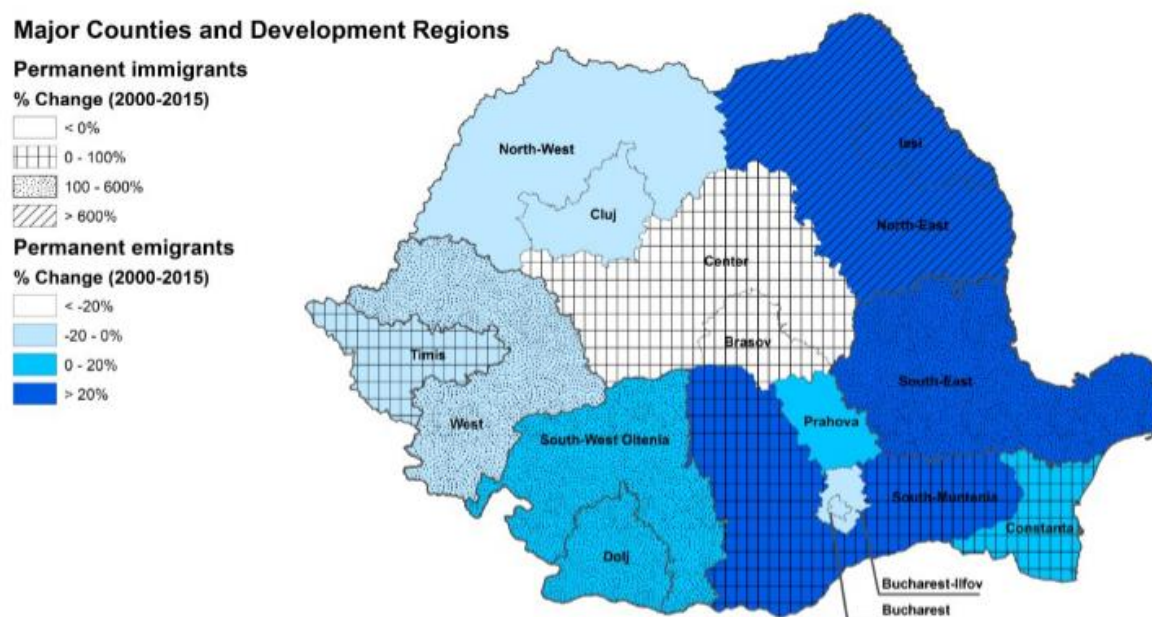 Major Counties and Development Regions
Permanent immigrants
% Change (2000-2015)
< 0%
0 - 100%
100 - 600%
> 600%
Permanent emigrants
% Change (2000-2015)
< -20%
-20 - 0%
0 - 20%
> 20%
North-West
Cluj
Iasi
North-East
Center
Brasov
Timis
West
South-West Oltenia
Dolj
Prahova
South-East
South-Muntenia
Constanta
Bucharest-Ilfov
Bucharest